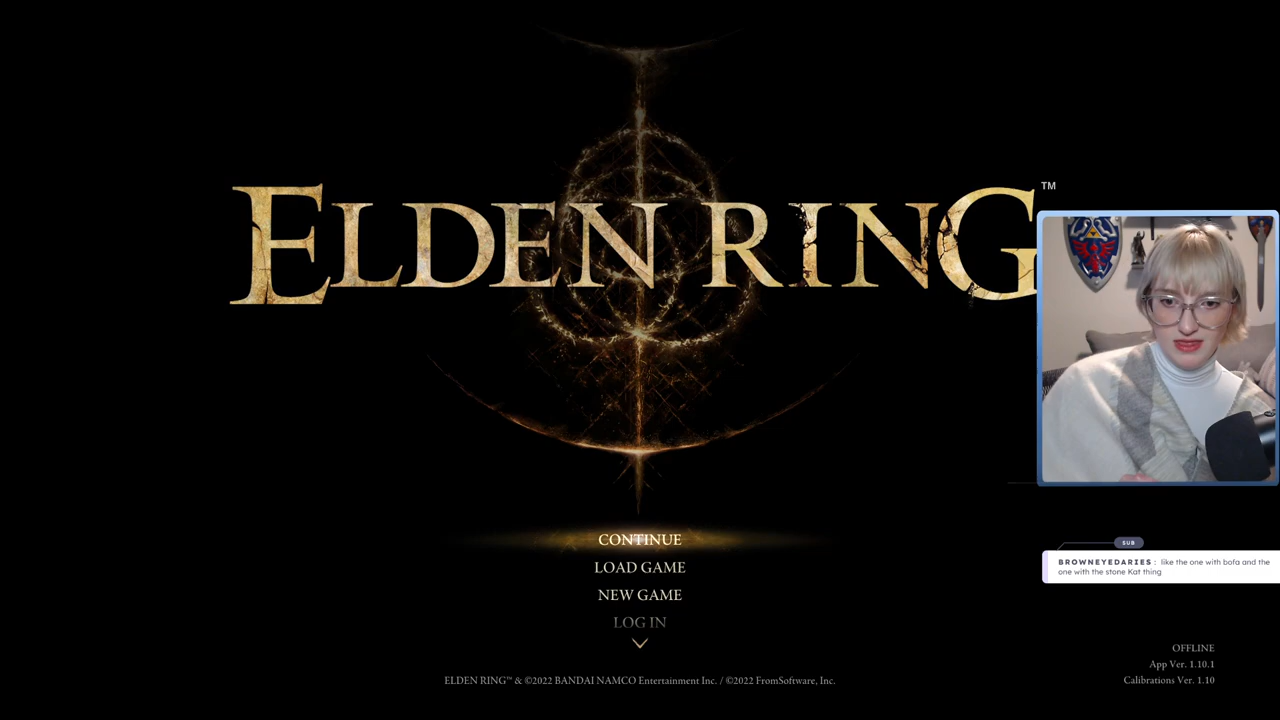 ELDEN RING™
CONTINUE
LOAD GAME
NEW GAME
LOG IN
SUB
BROWNEYEDARIES : like the one with bofa and the
one with the stone Kat thing
OFFLINE
App Ver. 1.10.1
Calibrations Ver. 1.10
ELDEN RING™ & ©2022 BANDAI NAMCO Entertainment Inc. / ©2022 FromSoftware, Inc.